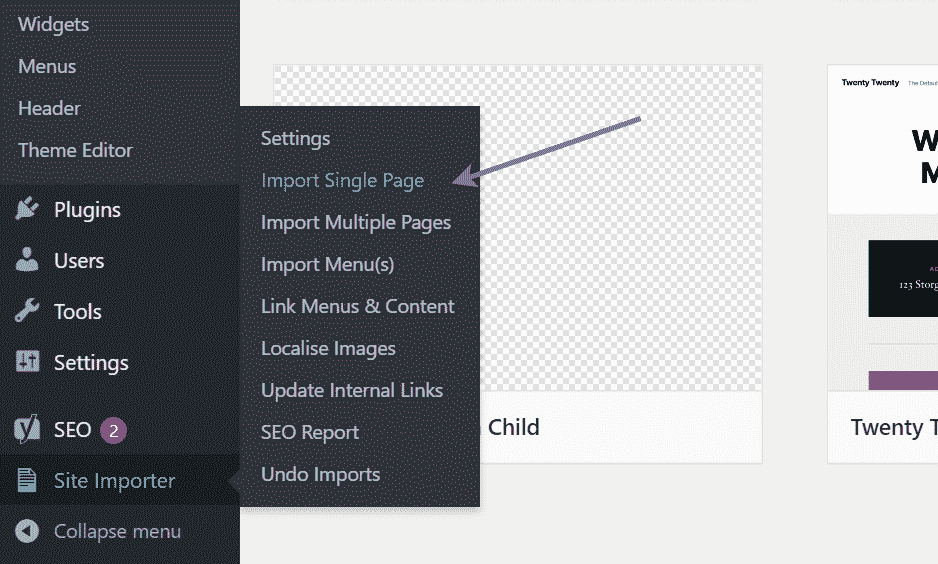 Widgets
Menus
Header
Theme Editor
Plugins
Users
Tools
Settings
SEO 2
Site Importer
Collapse menu
Settings
Import Single Page
Import Multiple Pages
Import Menu(s)
Link Menus & Content
Localise Images
Update Internal Links
SEO Report
Undo Imports
Child
Twenty Twenty The Default
W
M
123 Storg
Twenty T